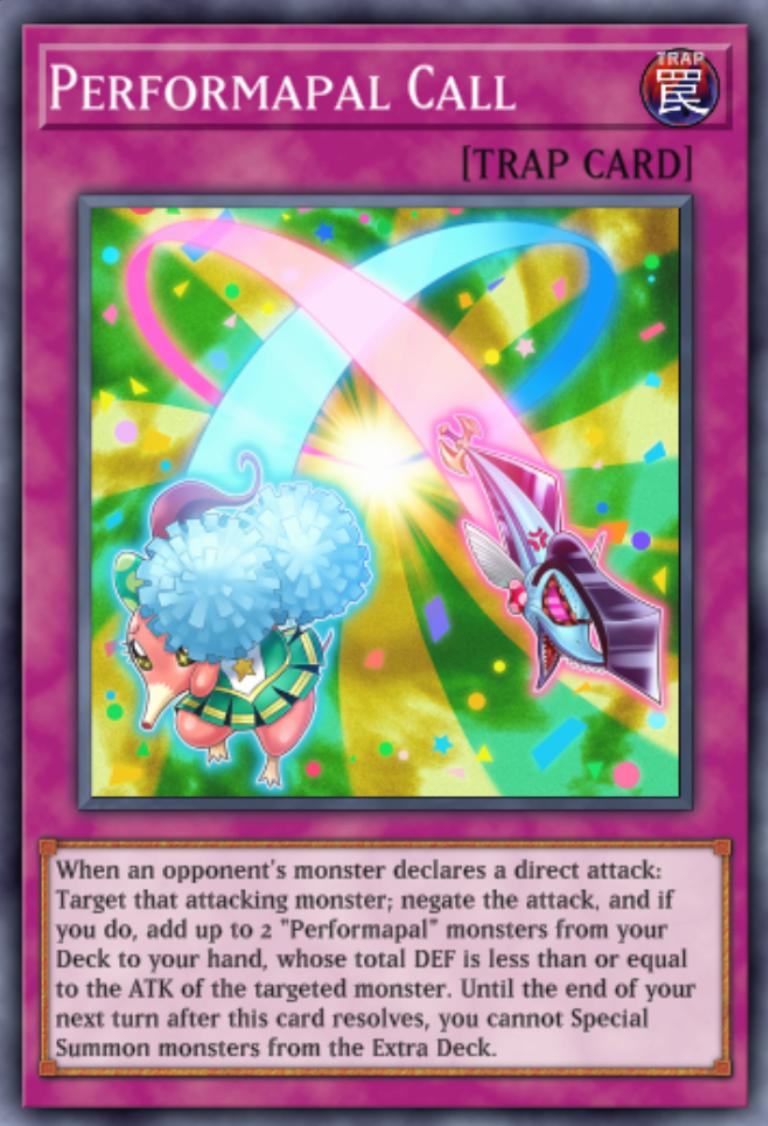 Performapal Call
TRAP
罠
[TRAP CARD]
When an opponent's monster declares a direct attack:
Target that attacking monster; negate the attack, and if
you do, add up to 2 "Performapal" monsters from your
Deck to your hand, whose total DEF is less than or equal
to the ATK of the targeted monster. Until the end of your
next turn after this card resolves, you cannot Special
Summon monsters from the Extra Deck.